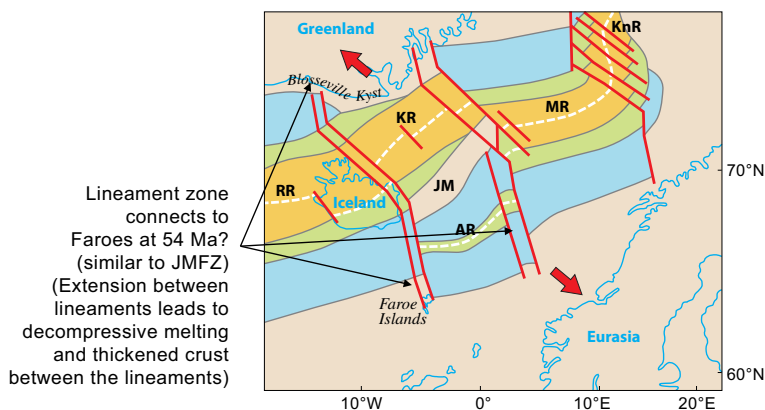 Greenland
KnR
Blosseville Kyst
KR
MR
70°N
Lineament zone
connects to
Faroes at 54 Ma?
(similar to JMFZ)
(Extension between
lineaments leads to
decompressive melting
and thickened crust
between the lineaments)
RR
Iceland
JM
AR
Faroe
Islands
Eurasia
60°N
10°W
0°
10°E
20°E